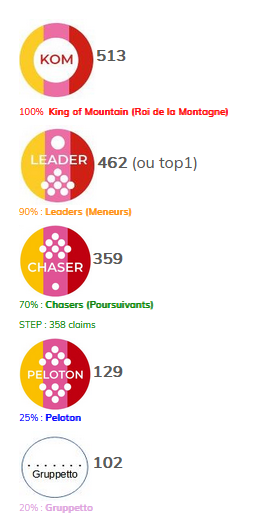 KOM 513
100% King of Mountain (Roi de la Montagne)
LEADER 462 (ou top1)
90% : Leaders (Meneurs)
CHASER 359
70% : Chasers (Poursuivants)
STEP : 358 claims
PELOTON 129
25% : Peloton
Gruppetto 102
20% : Gruppetto